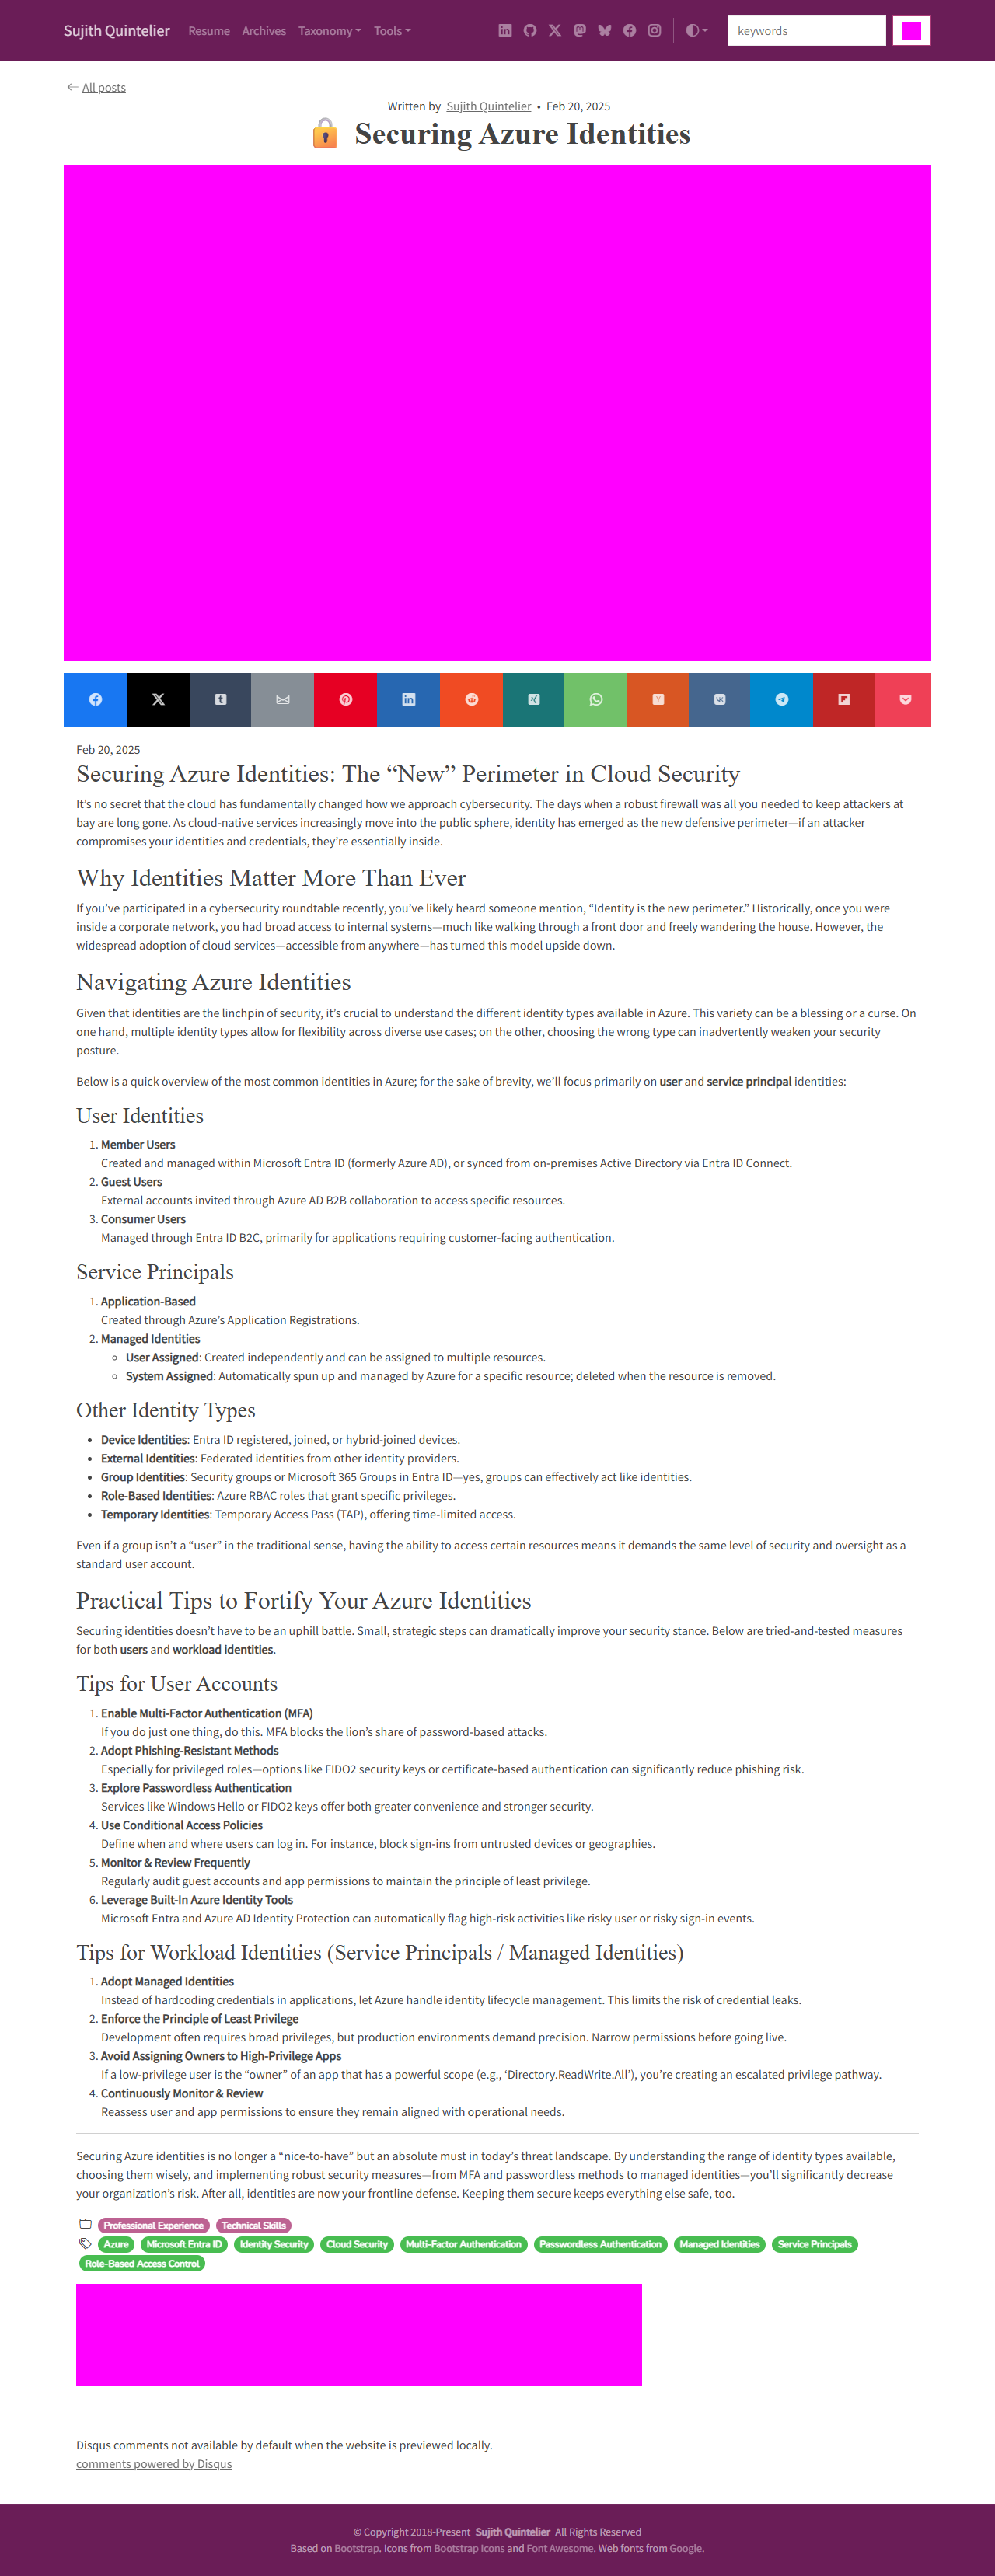 Sujith Quintelier Resume Archives Taxonomy Tools keywords
All posts
Written by Sujith Quintelier • Feb 20, 2025
🔒 Securing Azure Identities
Feb 20, 2025
Securing Azure Identities: The “New” Perimeter in Cloud Security
It’s no secret that the cloud has fundamentally changed how we approach cybersecurity. The days when a robust firewall was all you needed to keep attackers at
bay are long gone. As cloud-native services increasingly move into the public sphere, identity has emerged as the new defensive perimeter—if an attacker
compromises your identities and credentials, they’re essentially inside.
Why Identities Matter More Than Ever
If you’ve participated in a cybersecurity roundtable recently, you’ve likely heard someone mention, “Identity is the new perimeter.” Historically, once you were
inside a corporate network, you had broad access to internal systems—much like walking through a front door and freely wandering the house. However, the
widespread adoption of cloud services—accessible from anywhere—has turned this model upside down.
Navigating Azure Identities
Given that identities are the linchpin of security, it’s crucial to understand the different identity types available in Azure. This variety can be a blessing or a curse. On
one hand, multiple identity types allow for flexibility across diverse use cases; on the other, choosing the wrong type can inadvertently weaken your security
posture.
Below is a quick overview of the most common identities in Azure; for the sake of brevity, we’ll focus primarily on user and service principal identities:
User Identities
1. Member Users
Created and managed within Microsoft Entra ID (formerly Azure AD), or synced from on-premises Active Directory via Entra ID Connect.
2. Guest Users
External accounts invited through Azure AD B2B collaboration to access specific resources.
3. Consumer Users
Managed through Entra ID B2C, primarily for applications requiring customer-facing authentication.
Service Principals
1. Application-Based
Created through Azure’s Application Registrations.
2. Managed Identities
◦ User Assigned: Created independently and can be assigned to multiple resources.
◦ System Assigned: Automatically spun up and managed by Azure for a specific resource; deleted when the resource is removed.
Other Identity Types
• Device Identities: Entra ID registered, joined, or hybrid-joined devices.
• External Identities: Federated identities from other identity providers.
• Group Identities: Security groups or Microsoft 365 Groups in Entra ID—yes, groups can effectively act like identities.
• Role-Based Identities: Azure RBAC roles that grant specific privileges.
• Temporary Identities: Temporary Access Pass (TAP), offering time-limited access.
Even if a group isn’t a “user” in the traditional sense, having the ability to access certain resources means it demands the same level of security and oversight as a
standard user account.
Practical Tips to Fortify Your Azure Identities
Securing identities doesn’t have to be an uphill battle. Small, strategic steps can dramatically improve your security stance. Below are tried-and-tested measures
for both users and workload identities.
Tips for User Accounts
1. Enable Multi-Factor Authentication (MFA)
If you do just one thing, do this. MFA blocks the lion’s share of password-based attacks.
2. Adopt Phishing-Resistant Methods
Especially for privileged roles—options like FIDO2 security keys or certificate-based authentication can significantly reduce phishing risk.
3. Explore Passwordless Authentication
Services like Windows Hello or FIDO2 keys offer both greater convenience and stronger security.
4. Use Conditional Access Policies
Define when and where users can log in. For instance, block sign-ins from untrusted devices or geographies.
5. Monitor & Review Frequently
Regularly audit guest accounts and app permissions to maintain the principle of least privilege.
6. Leverage Built-In Azure Identity Tools
Microsoft Entra and Azure AD Identity Protection can automatically flag high-risk activities like risky user or risky sign-in events.
Tips for Workload Identities (Service Principals / Managed Identities)
1. Adopt Managed Identities
Instead of hardcoding credentials in applications, let Azure handle identity lifecycle management. This limits the risk of credential leaks.
2. Enforce the Principle of Least Privilege
Development often requires broad privileges, but production environments demand precision. Narrow permissions before going live.
3. Avoid Assigning Owners to High-Privilege Apps
If a low-privilege user is the “owner” of an app that has a powerful scope (e.g., ‘Directory.ReadWrite.All’), you’re creating an escalated privilege pathway.
4. Continuously Monitor & Review
Reassess user and app permissions to ensure they remain aligned with operational needs.
Securing Azure identities is no longer a “nice-to-have” but an absolute must in today’s threat landscape. By understanding the range of identity types available,
choosing them wisely, and implementing robust security measures—from MFA and passwordless methods to managed identities—you’ll significantly decrease
your organization’s risk. After all, identities are now your frontline defense. Keeping them secure keeps everything else safe, too.
Professional Experience Technical Skills
Azure Microsoft Entra ID Identity Security Cloud Security Multi-Factor Authentication Passwordless Authentication Managed Identities Service Principals
Role-Based Access Control
Disqus comments not available by default when the website is previewed locally.
comments powered by Disqus
© Copyright 2018-Present Sujith Quintelier All Rights Reserved
Based on Bootstrap. Icons from Bootstrap Icons and Font Awesome. Web fonts from Google.